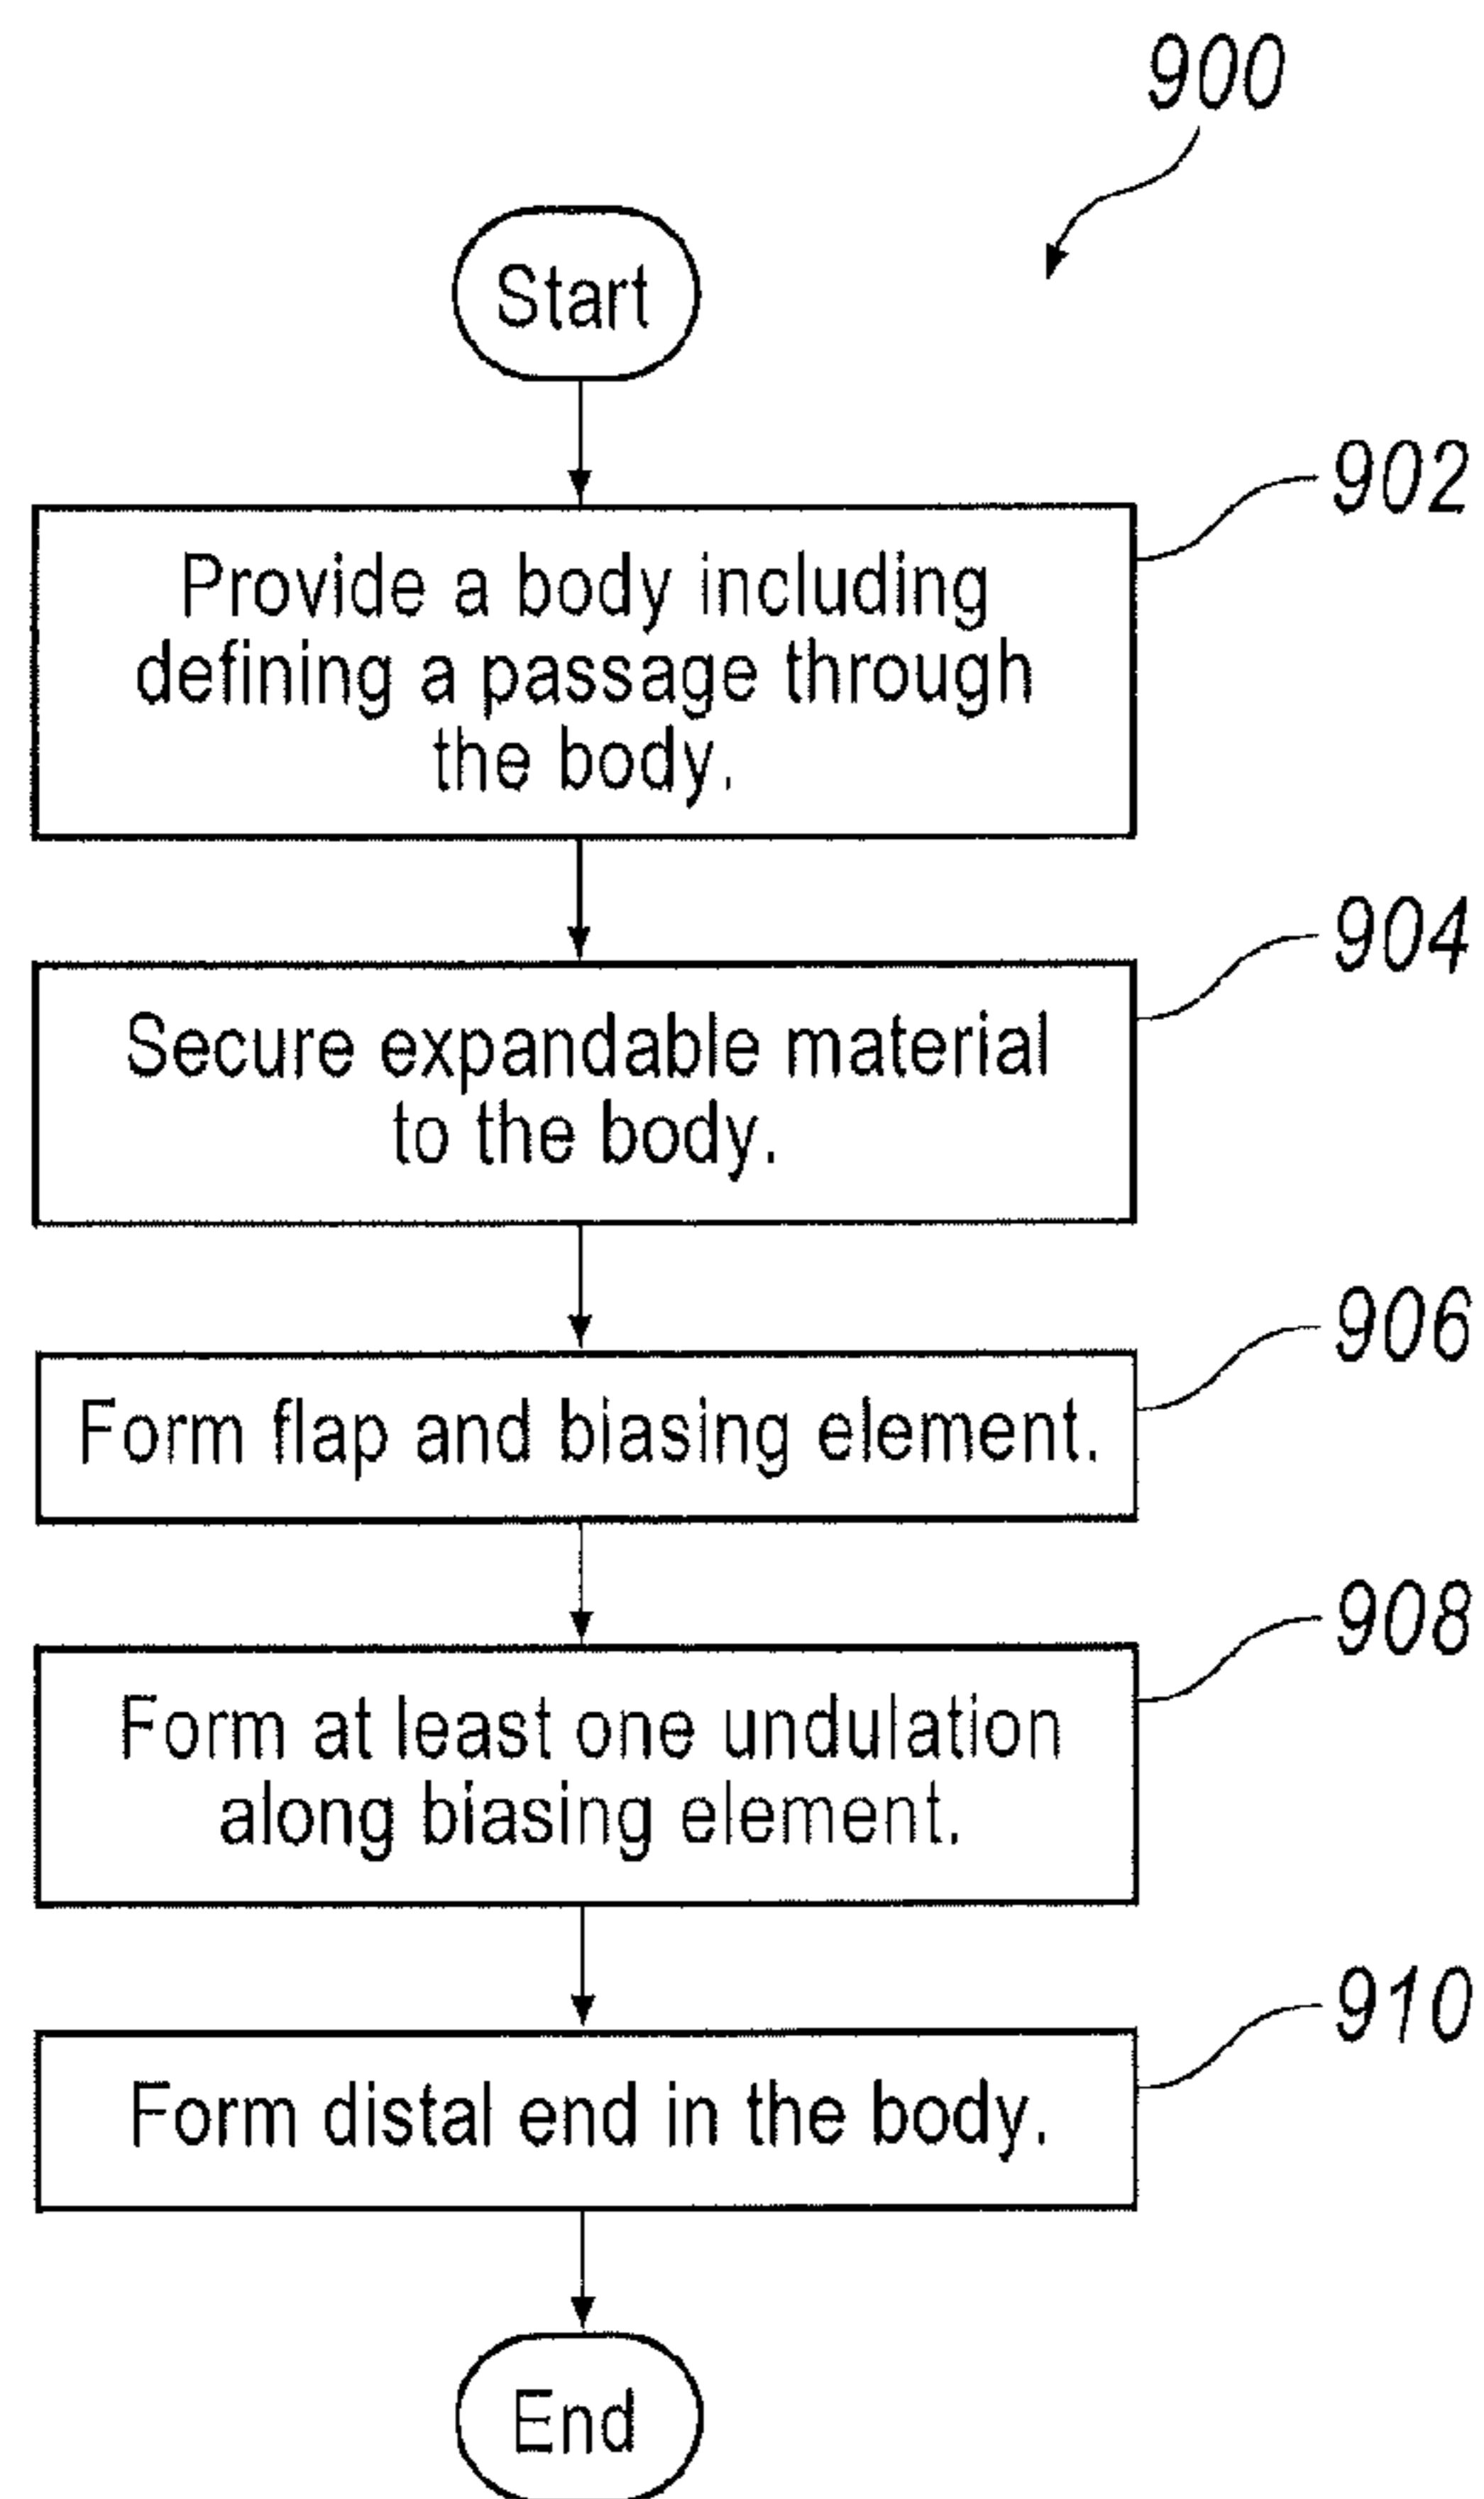 900
Start
902
Provide a body including
defining a passage through
the body.
904
Secure expandable material
to the body.
906
Form flap and biasing element.
908
Form at least one undulation
along biasing element.
910
Form distal end in the body.
End